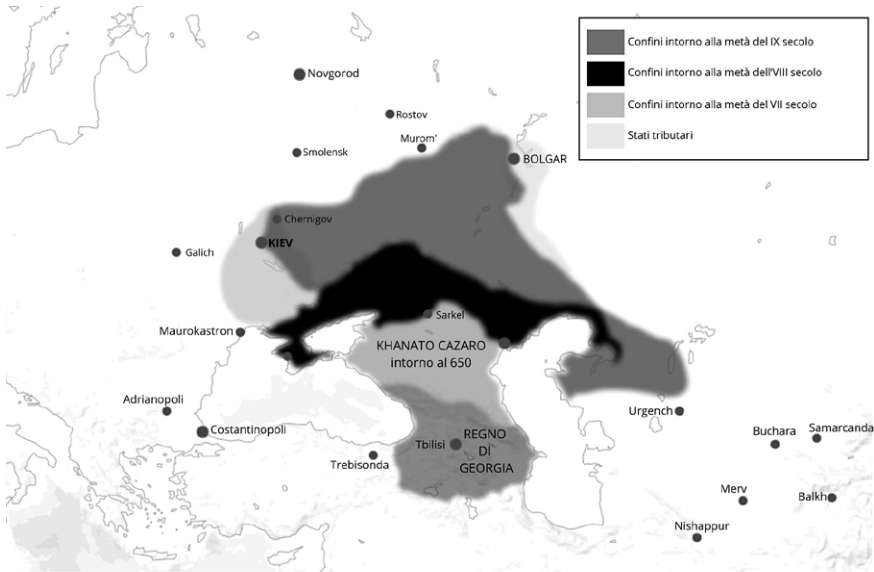 Confini intorno alla metà del IX secolo
Confini intorno alla metà dell'VIII secolo
Confini intorno alla metà del VII secolo
Stati tributari
Novgorod
Rostov
Murom'
Smolensk
BOLGAR
Chernigov
KIEV
Galich
Sarkel
Maurokastron
KHANATO CAZARO
intorno al 650
Adrianopoli
Urgench
Costantinopoli
Buchara
Samarcanda
Tbilisi
REGNO
DI
GEORGIA
Trebisonda
Merv
Balkh
Nishappur